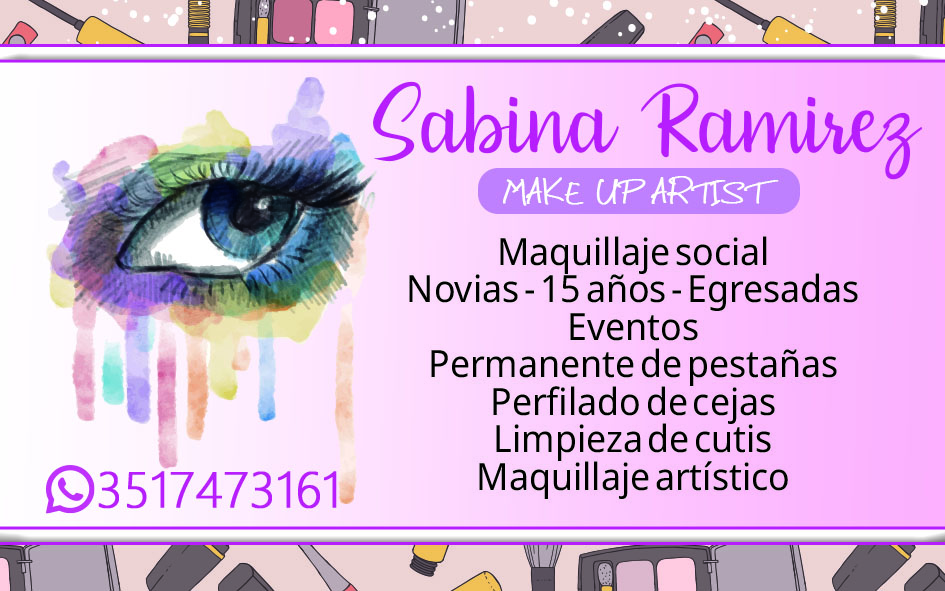 Sabina Ramirez
MAKE UP ARTIST
Maquillaje social
Novias - 15 años - Egresadas
Eventos
Permanente de pestañas
Perfilado de cejas
Limpieza de cutis
Maquillaje artístico
3517473161